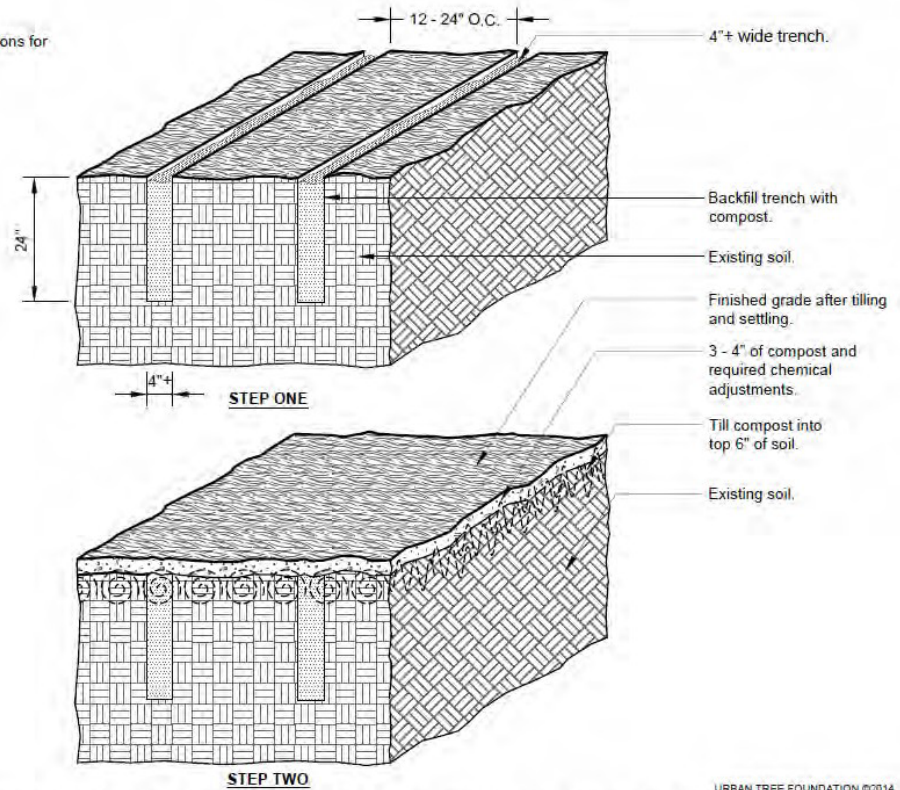 ons for
12 - 24" O.C.
4"+ wide trench.
24"
Backfill trench with
compost.
Existing soil.
Finished grade after tilling
and settling.
3 - 4" of compost and
required chemical
adjustments.
4"+
STEP ONE
Till compost into
top 6" of soil.
Existing soil.
STEP TWO
URBAN TREE FOUNDATION ©2014